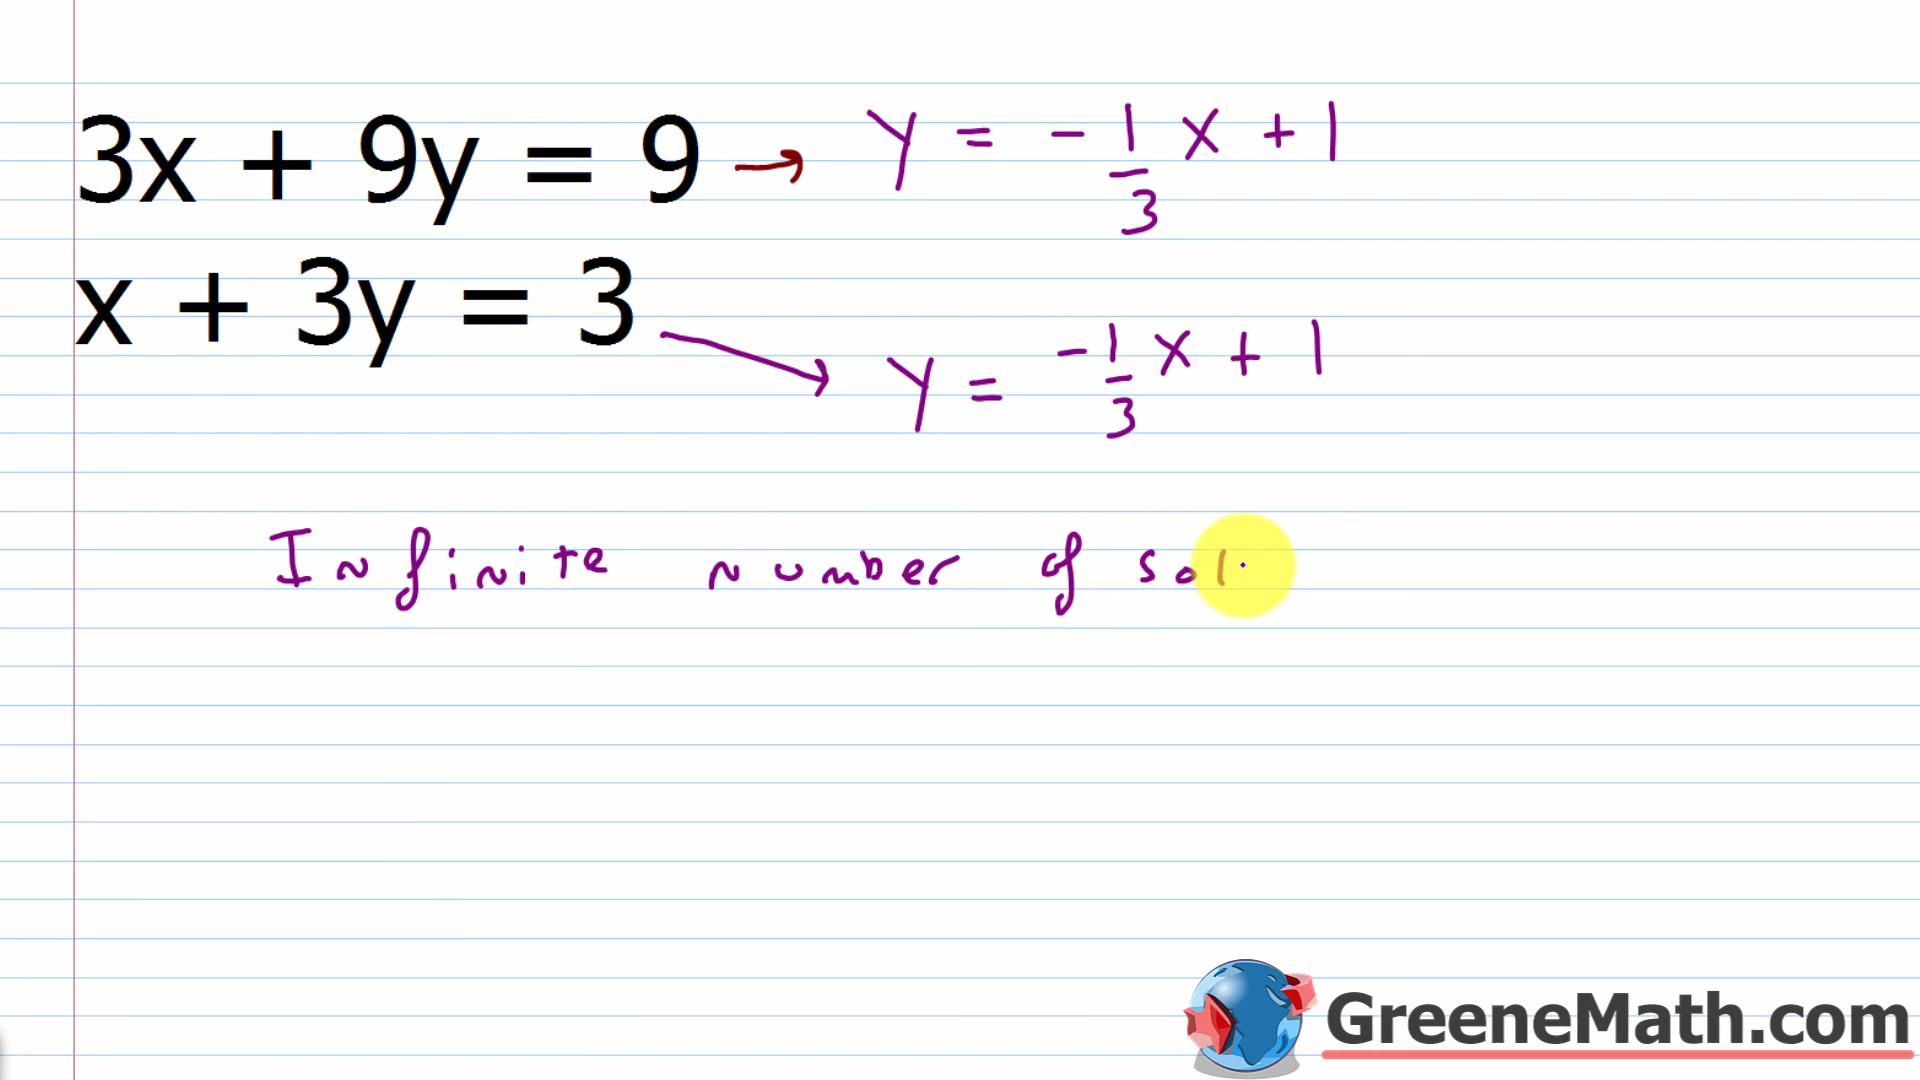 3x + 9y = 9 → y = -1/3 x + 1
x + 3y = 3 → y = -1/3 x + 1
Infinite number of sol
GreeneMath.com